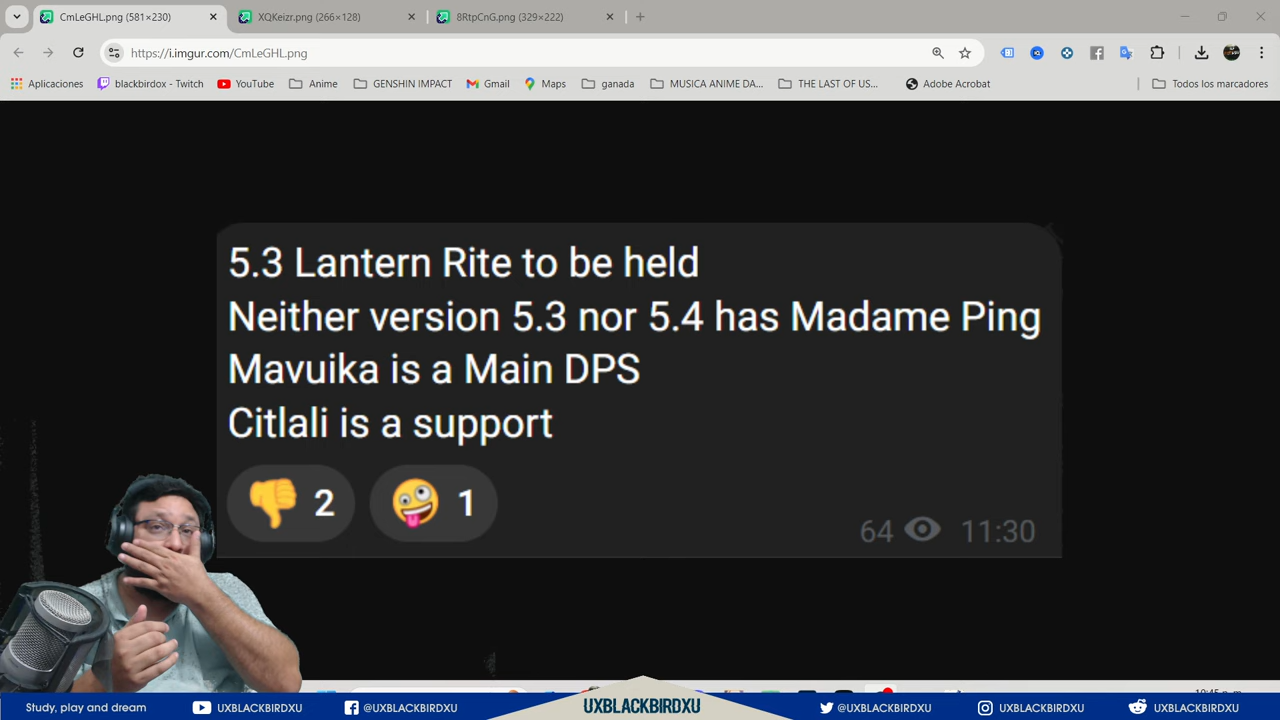 CmLeGHL.png (581×230)
XQKeizr.png (266×128)
8RtpCnG.png (329×222)
https://i.imgur.com/CmLeGHL.png
Aplicaciones
blackbirdox - Twitch
YouTube
Anime
GENSHIN IMPACT
Gmail
Maps
ganada
MUSICA ANIME DA...
THE LAST OF US...
Adobe Acrobat
Todos los marcadores
5.3 Lantern Rite to be held
Neither version 5.3 nor 5.4 has Madame Ping
Mavuika is a Main DPS
Citlali is a support
2
1
64
11:30
Study, play and dream
UXBLACKBIRDXU
@UXBLACKBIRDXU
UXBLACKBIRDXU
@UXBLACKBIRDXU
UXBLACKBIRDXU
UXBLACKBIRDXU